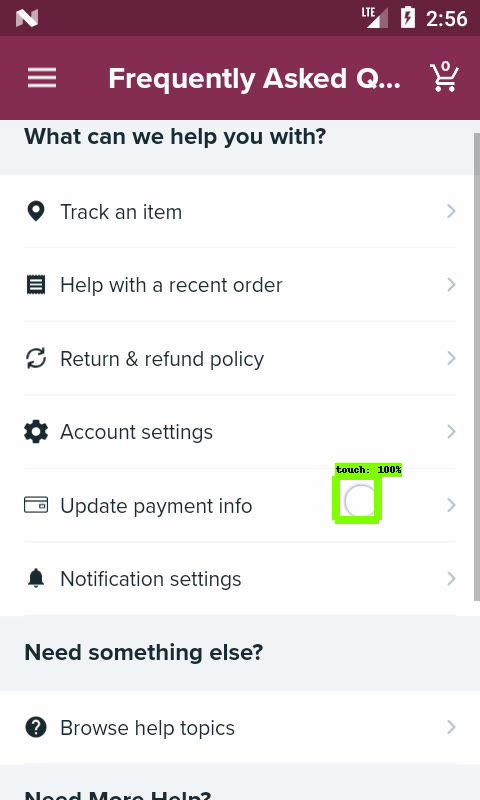 LTE 2:56
Frequently Asked Q... 0
What can we help you with?
Track an item
Help with a recent order
Return & refund policy
Account settings
touch: 100%
Update payment info
Notification settings
Need something else?
Browse help topics
Need More Help?